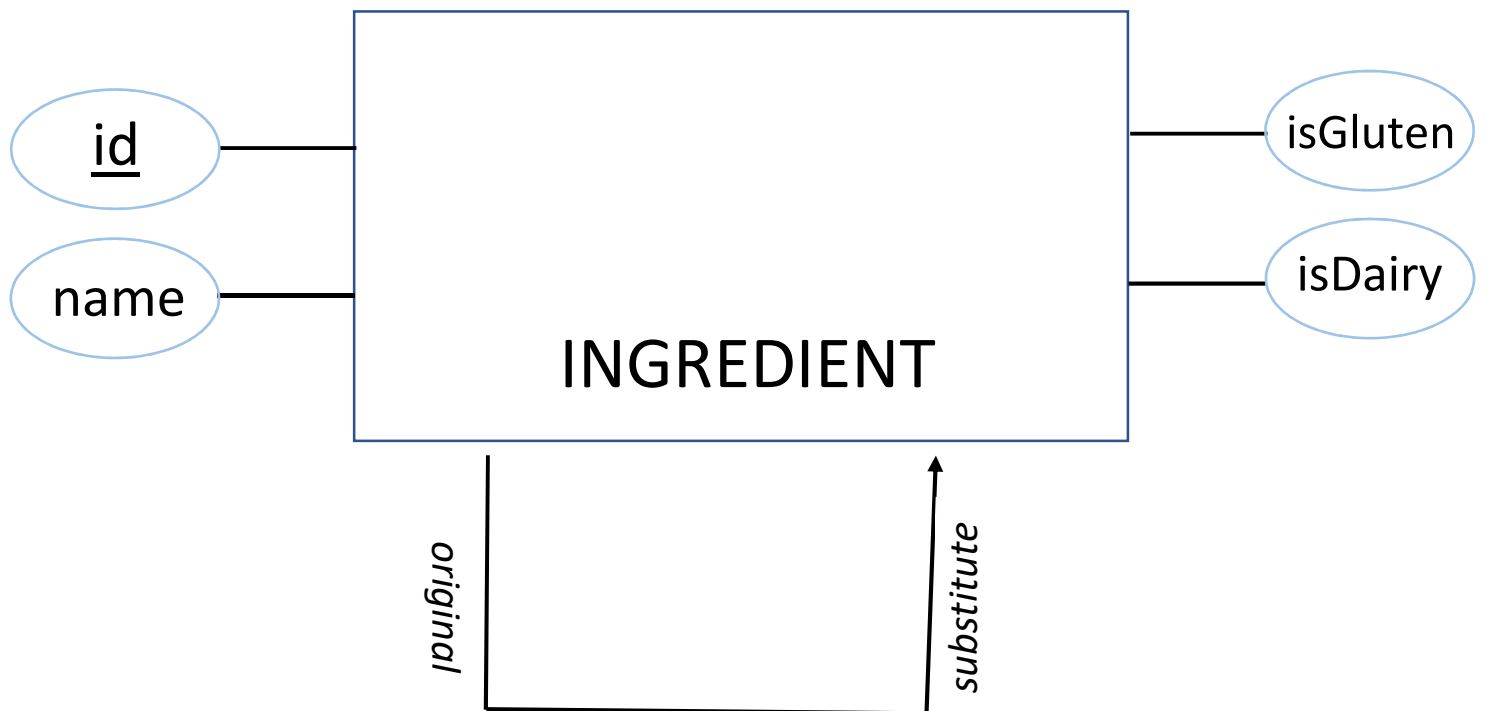 id
name
INGREDIENT
isGluten
isDairy
original
substitute